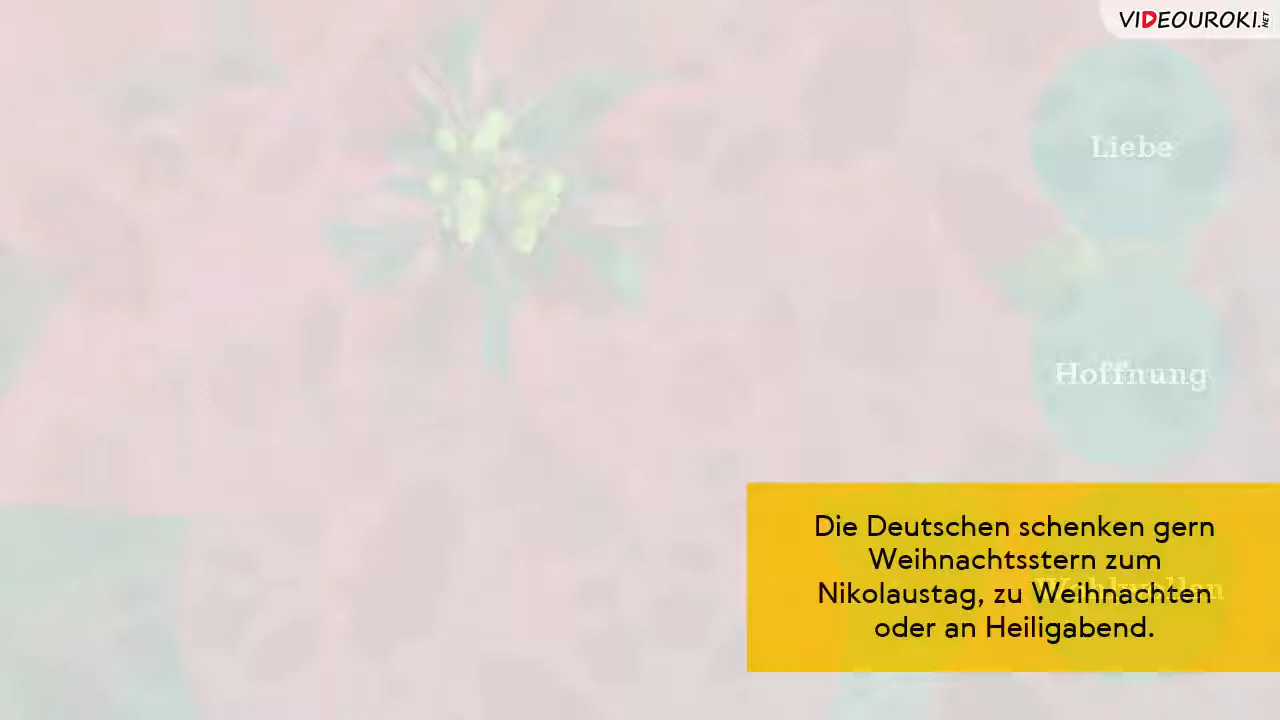 VIDEOUROKI.NET
Liebe
Hoffnung
Die Deutschen schenken gern
Weihnachtsstern zum
Nikolaustag, zu Weihnachten
oder an Heiligabend.